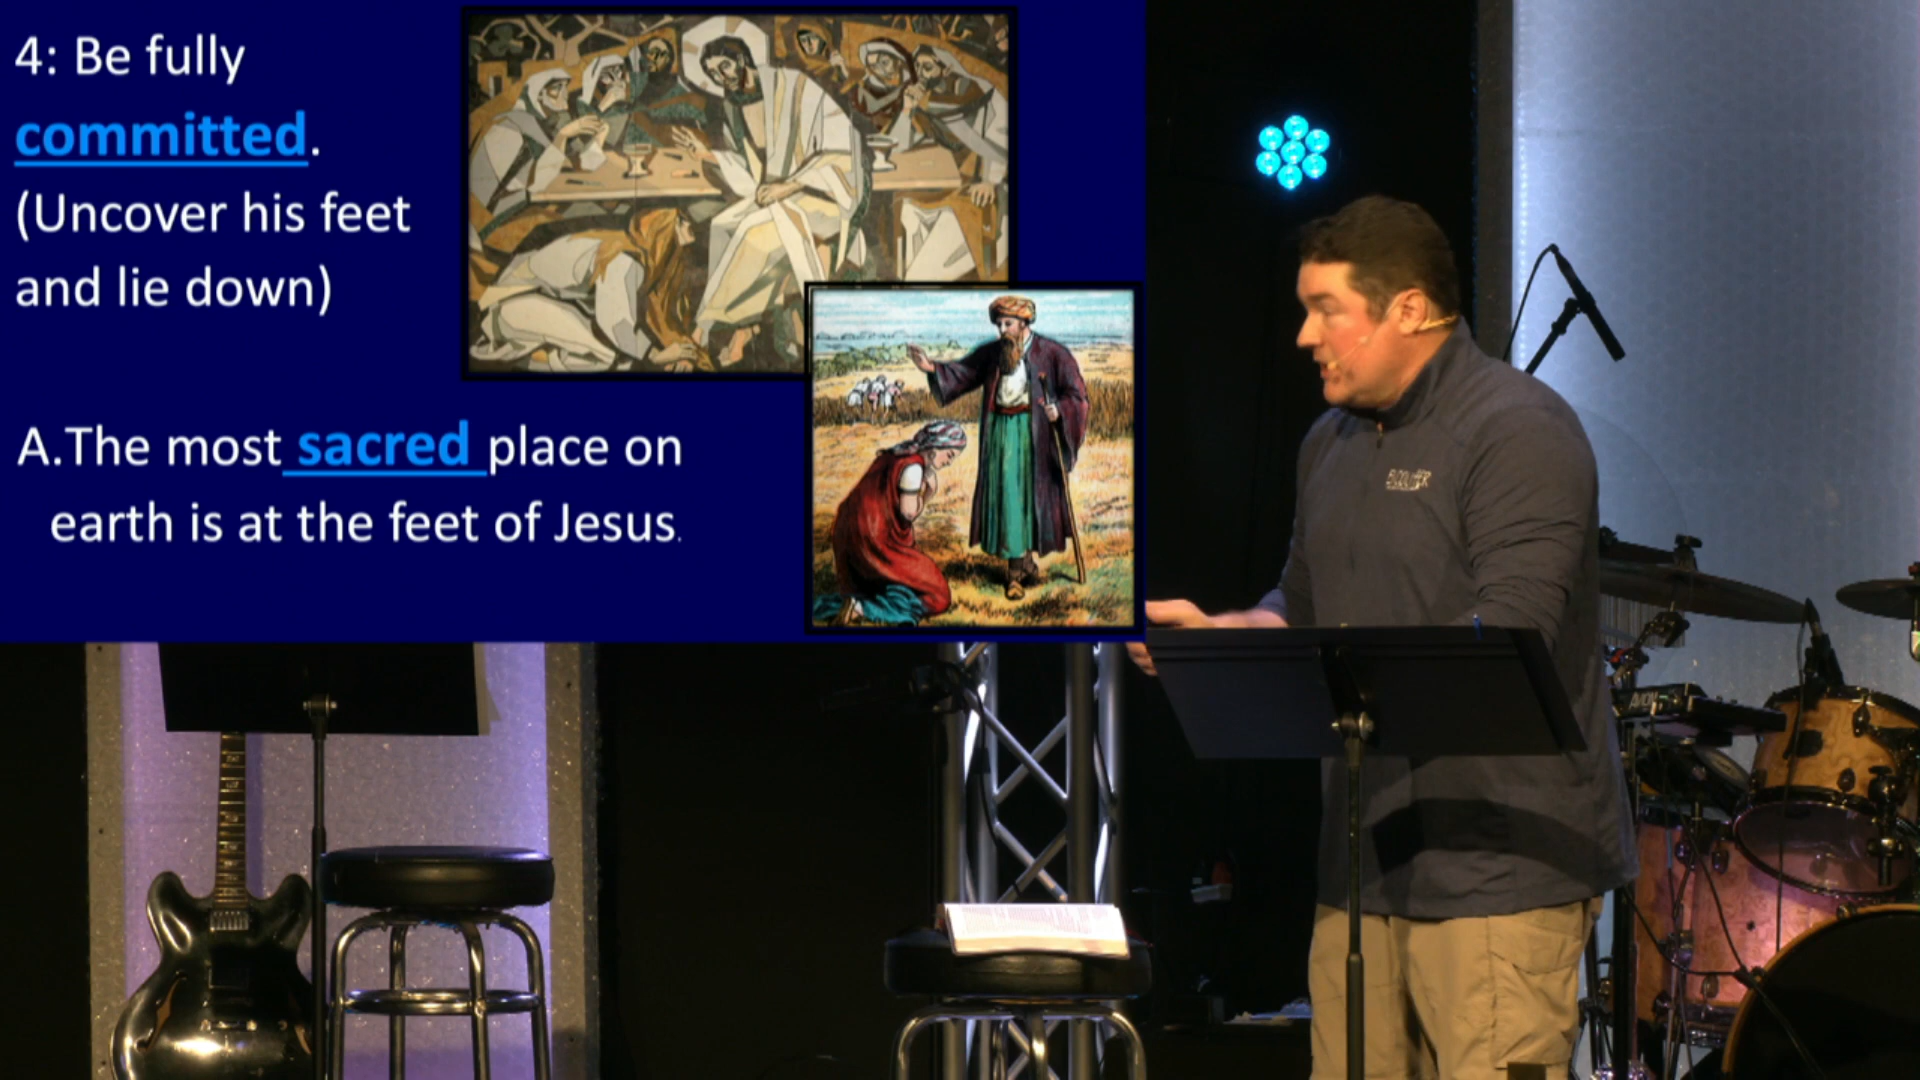 4: Be fully
committed.
(Uncover his feet
and lie down)
A.The most sacred place on
earth is at the feet of Jesus.